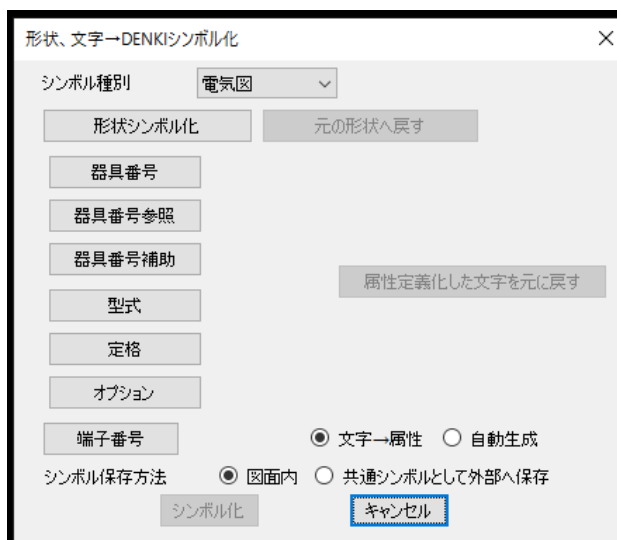 形状、文字→DENKIシンボル化
シンボル種別 電気図
形状シンボル化 元の形状へ戻す
器具番号
器具番号参照
器具番号補助
属性定義化した文字を元に戻す
型式
定格
オプション
端子番号 文字→属性 自動生成
シンボル保存方法 図面内 共通シンボルとして外部へ保存
シンボル化 キャンセル